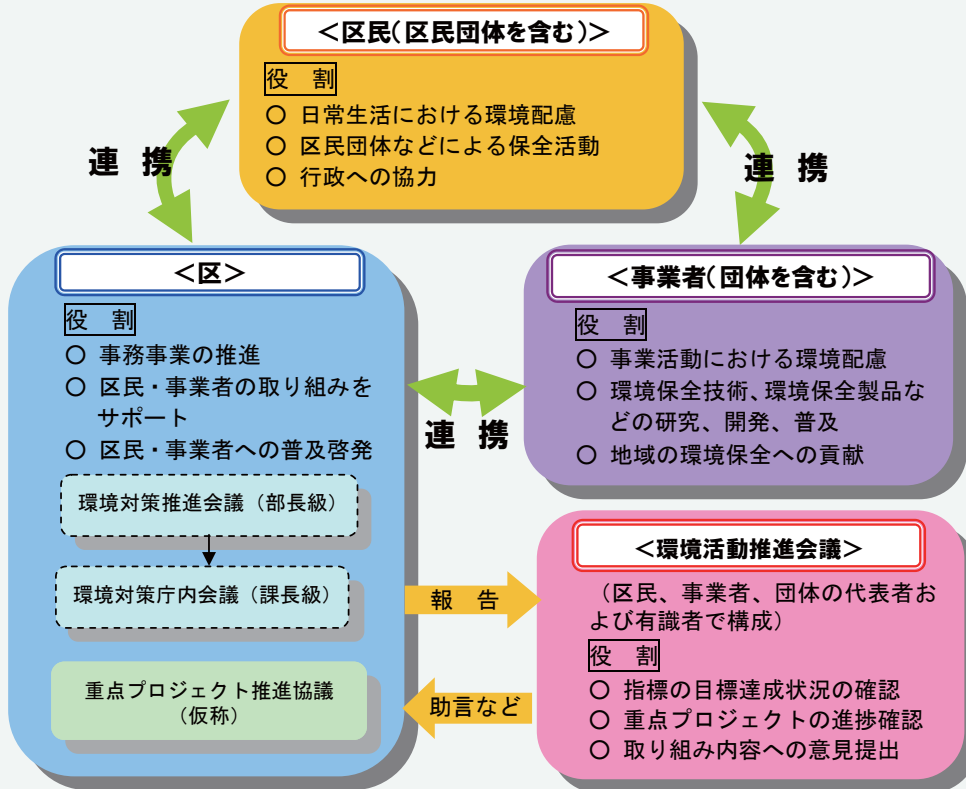 ＜区民（区民団体を含む）＞
役 割
○ 日常生活における環境配慮
○ 区民団体などによる保全活動
○ 行政への協力
連 携
連 携
＜区＞
役 割
○ 事務事業の推進
○ 区民・事業者の取り組みを
サポート
○ 区民・事業者への普及啓発
環境対策推進会議（部長級）
環境対策庁内会議（課長級）
重点プロジェクト推進協議
（仮称）
連 携
＜事業者（団体を含む）＞
役 割
○ 事業活動における環境配慮
○ 環境保全技術、環境保全製品な
どの研究、開発、普及
○ 地域の環境保全への貢献
報 告
助言など
＜環境活動推進会議＞
（区民、事業者、団体の代表者お
よび有識者で構成）
役 割
○ 指標の目標達成状況の確認
○ 重点プロジェクトの進捗確認
○ 取り組み内容への意見提出